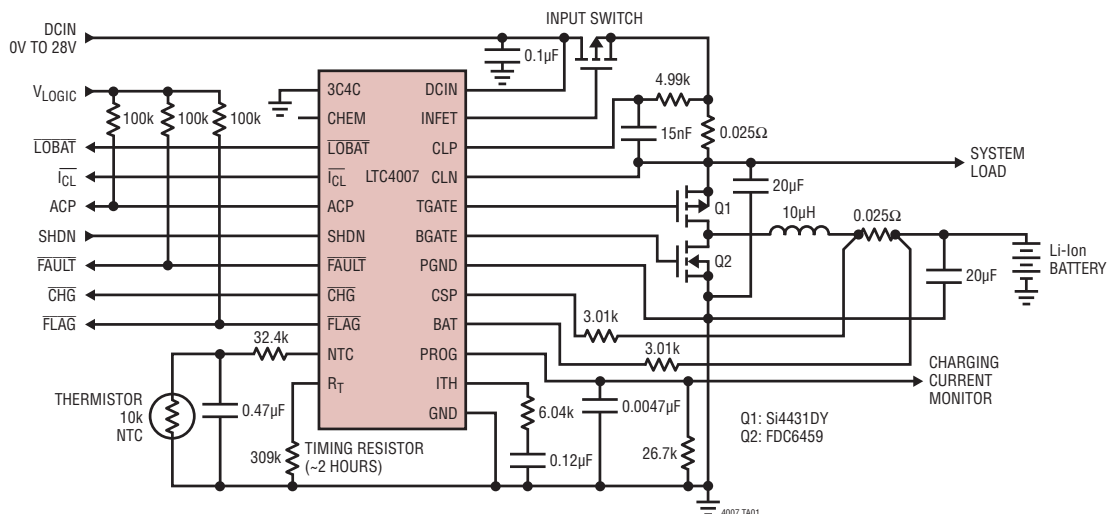 INPUT SWITCH
DCIN
0V TO 28V
0.1µF
VLOGIC
100k
100k
100k
4.99k
15nF
0.025Ω
3C4C
DCIN
CHEM
INFET
LOBAT
LOBAT
CLP
ICL
ICL
LTC4007
CLN
SYSTEM
LOAD
ACP
ACP
TGATE
Q1
20µF
10µH
0.025Ω
SHDN
SHDN
BGATE
Q2
Li-Ion
BATTERY
FAULT
FAULT
PGND
20µF
CHG
CHG
CSP
FLAG
FLAG
BAT
3.01k
3.01k
32.4k
NTC
PROG
CHARGING
CURRENT
MONITOR
RT
ITH
THERMISTOR
10k
NTC
0.47µF
GND
6.04k
0.0047µF
Q1: Si4431DY
Q2: FDC6459
309k
TIMING RESISTOR
(~2 HOURS)
0.12µF
26.7k
4007 TA01